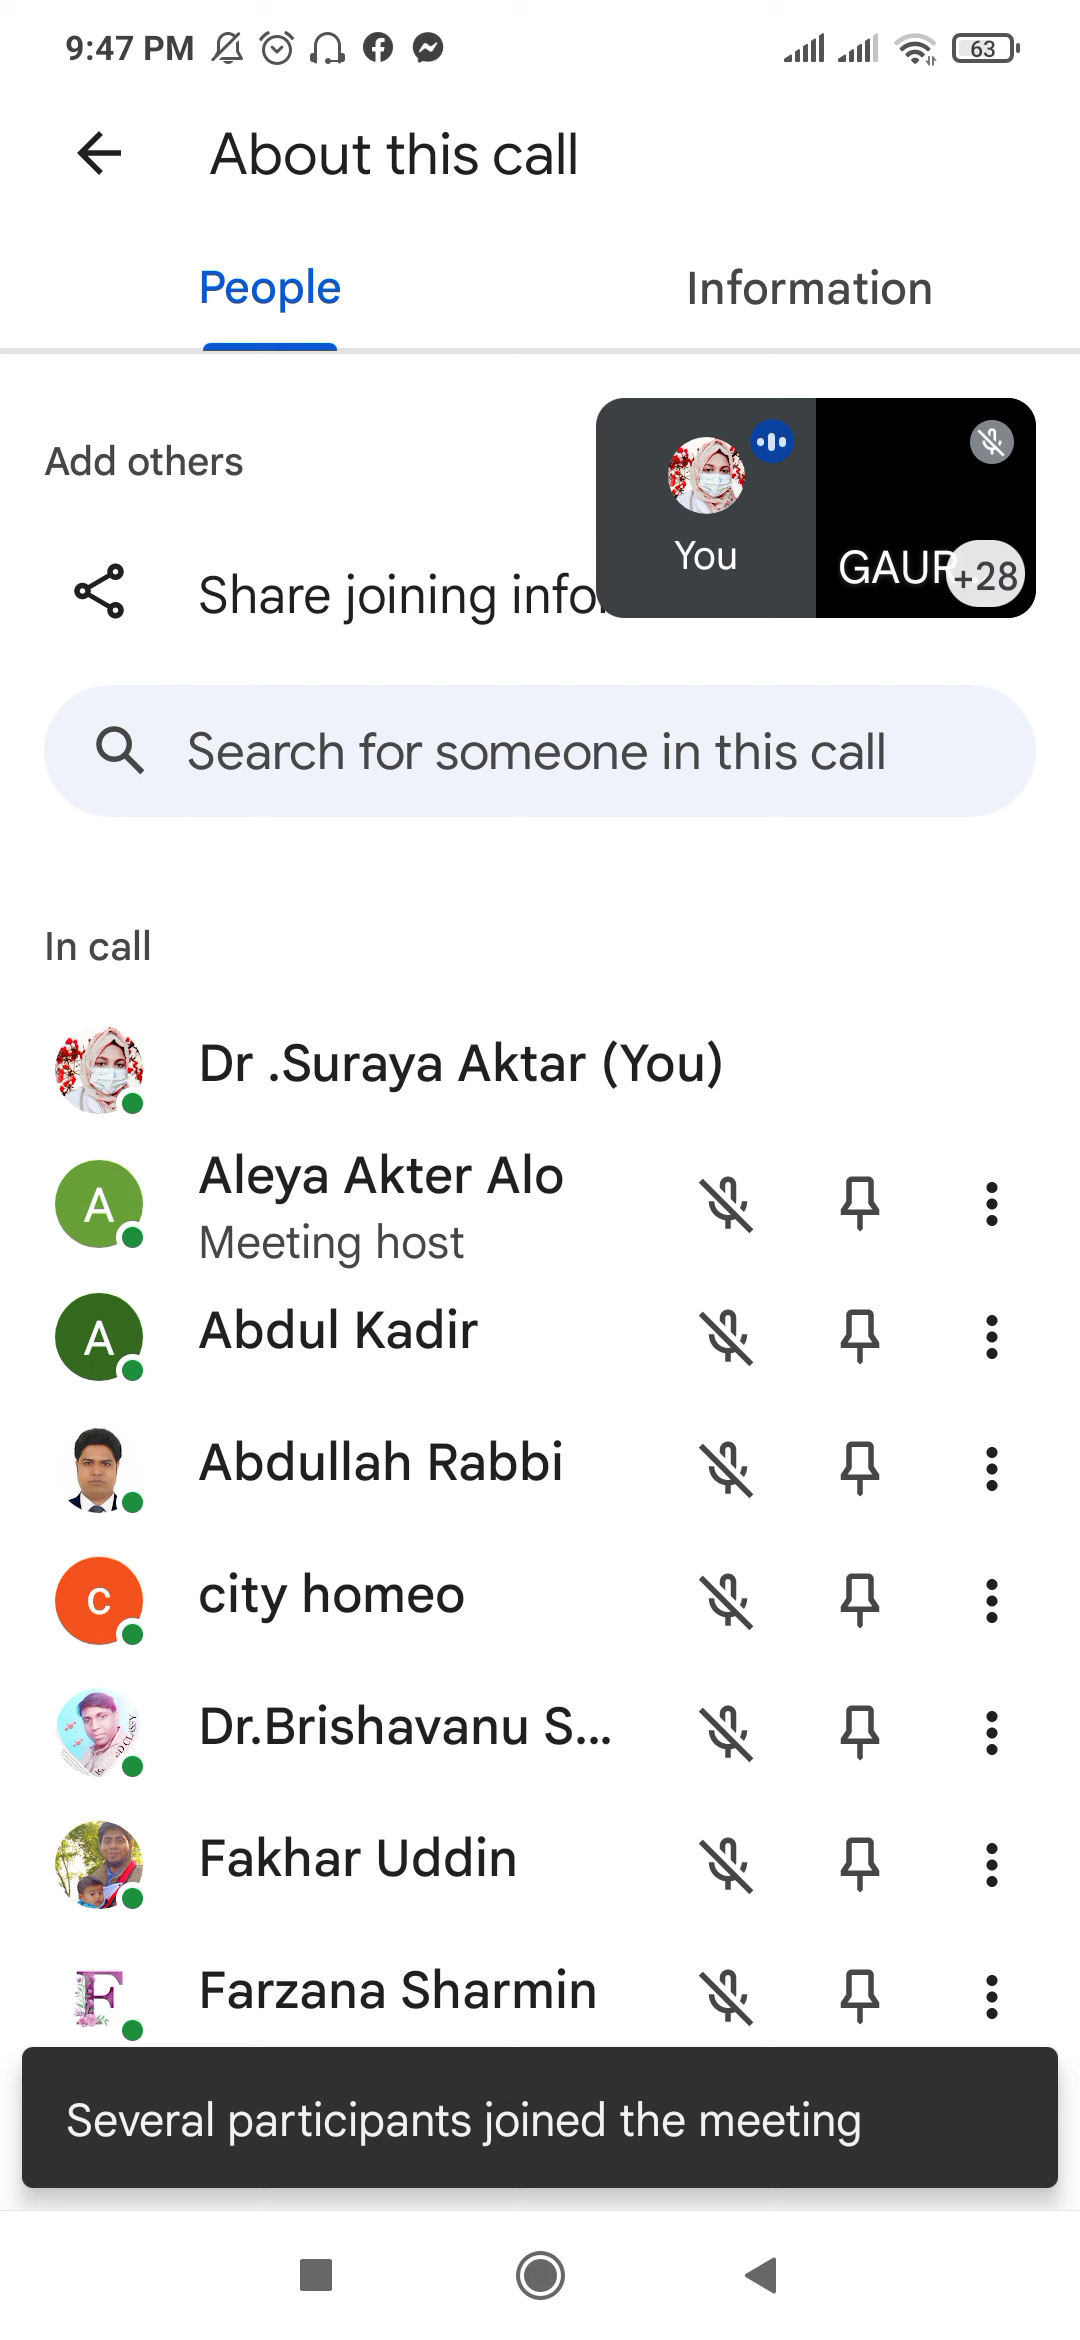 9:47 PM
63
About this call
People
Information
Add others
You
GAUR
+28
Share joining info
Search for someone in this call
In call
Dr .Suraya Aktar (You)
A
Aleya Akter Alo
Meeting host
A
Abdul Kadir
Abdullah Rabbi
c
city homeo
Dr.Brishavanu S...
Fakhar Uddin
F
Farzana Sharmin
Several participants joined the meeting